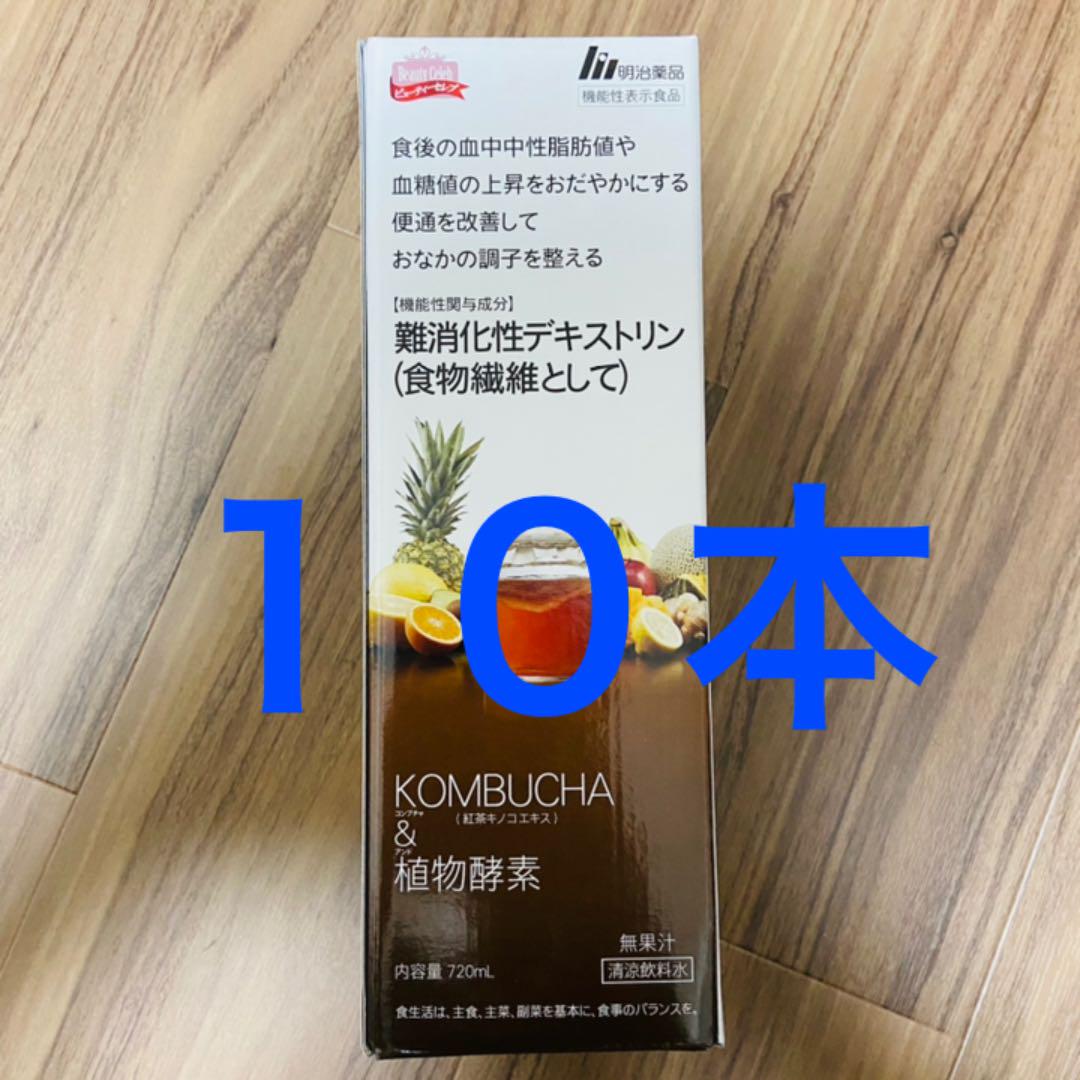 Beauty Celeb
ビューティーセレブ
明治薬品
機能性表示食品
食後の血中中性脂肪値や
血糖値の上昇をおだやかにする
便通を改善して
おなかの調子を整える
【機能性関与成分】
難消化性デキストリン
(食物繊維として)
10本
KOMBUCHA
コンブチャ
(紅茶キノコエキス)
&
アンド
植物酵素
無果汁
内容量 720mL
清涼飲料水
食生活は、主食、主菜、副菜を基本に、食事のバランスを。